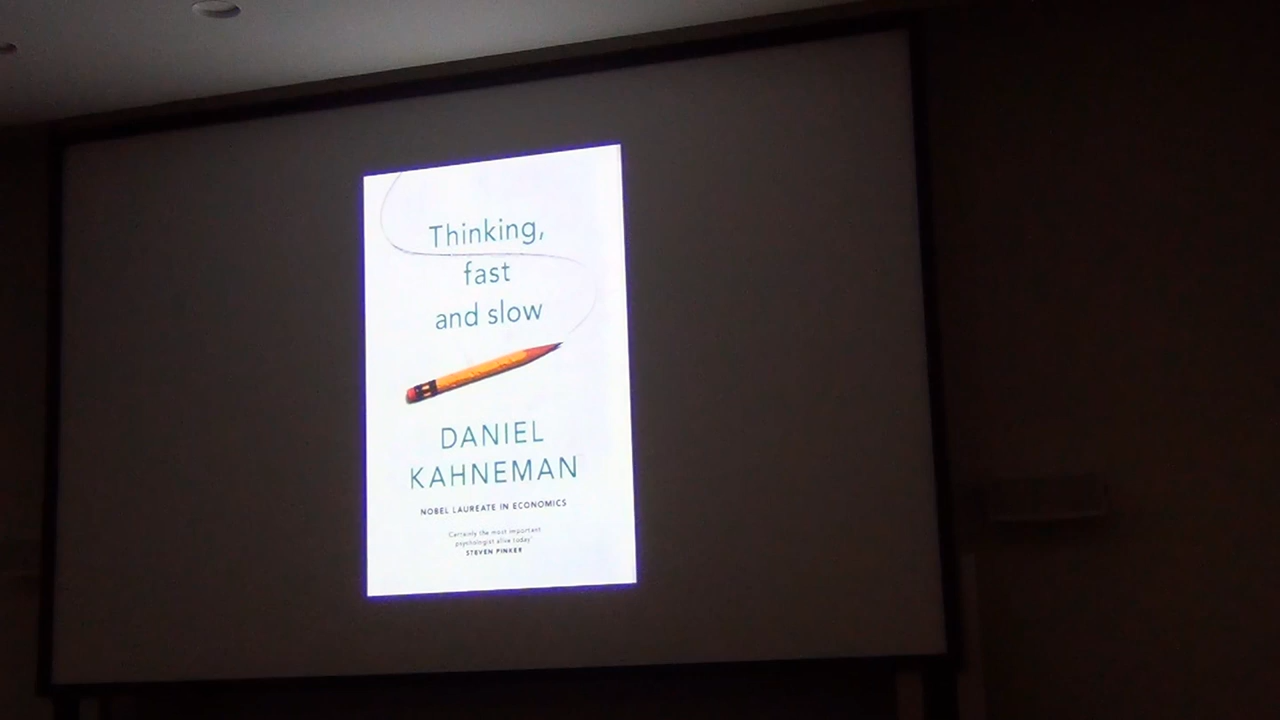 Thinking,
fast
and slow
DANIEL
KAHNEMAN
NOBEL LAUREATE IN ECONOMICS
'Certainly the most important
psychologist alive today'
STEVEN PINKER